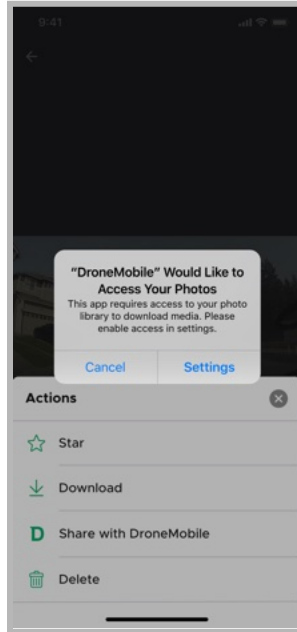 9:41
"DroneMobile" Would Like to
Access Your Photos
This app requires access to your photo
library to download media. Please
enable access in settings.
Cancel
Settings
Actions
Star
Download
D Share with DroneMobile
Delete